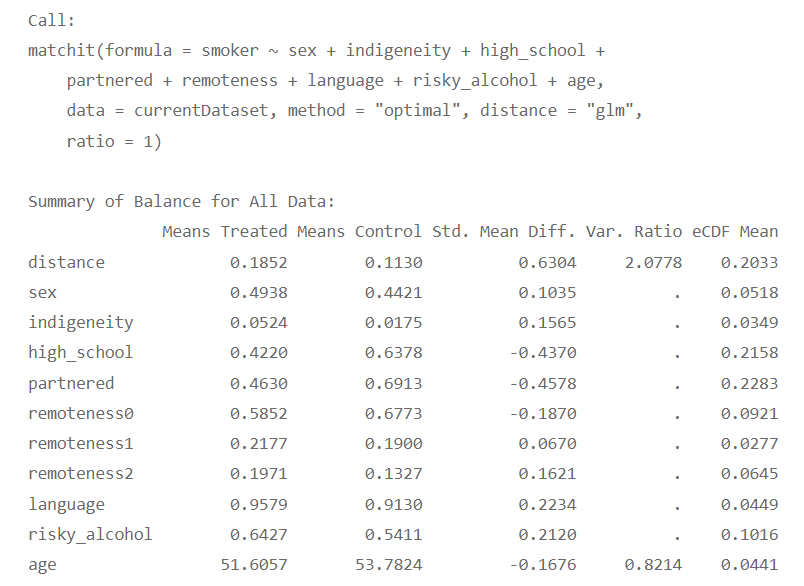 Call:
matchit(formula = smoker ~ sex + indigeneity + high_school +
    partnered + remoteness + language + risky_alcohol + age,
    data = currentDataset, method = "optimal", distance = "glm",
    ratio = 1)

Summary of Balance for All Data:
              Means Treated Means Control Std. Mean Diff. Var. Ratio eCDF Mean
distance             0.1852        0.1130          0.6304     2.0778    0.2033
sex                  0.4938        0.4421          0.1035          .    0.0518
indigeneity          0.0524        0.0175          0.1565          .    0.0349
high_school          0.4220        0.6378         -0.4370          .    0.2158
partnered            0.4630        0.6913         -0.4578          .    0.2283
remoteness0          0.5852        0.6773         -0.1870          .    0.0921
remoteness1          0.2177        0.1900          0.0670          .    0.0277
remoteness2          0.1971        0.1327          0.1621          .    0.0645
language             0.9579        0.9130          0.2234          .    0.0449
risky_alcohol        0.6427        0.5411          0.2120          .    0.1016
age                 51.6057       53.7824         -0.1676     0.8214    0.0441